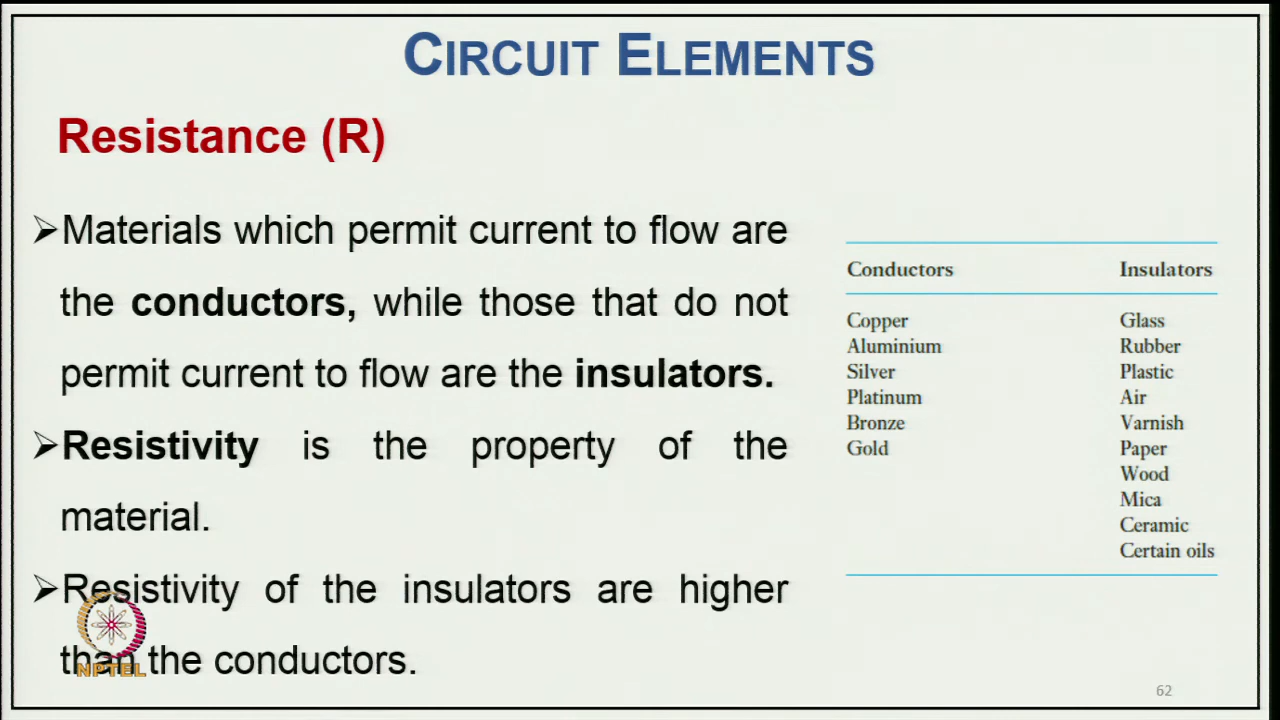 CIRCUIT ELEMENTS
Resistance (R)
➢Materials which permit current to flow are
the conductors, while those that do not
permit current to flow are the insulators.
➢Resistivity is the property of the
material.
➢Resistivity of the insulators are higher
than the conductors.
Conductors Insulators
Copper Glass
Aluminium Rubber
Silver Plastic
Platinum Air
Bronze Varnish
Gold Paper
Wood
Mica
Ceramic
Certain oils
NPTEL
62